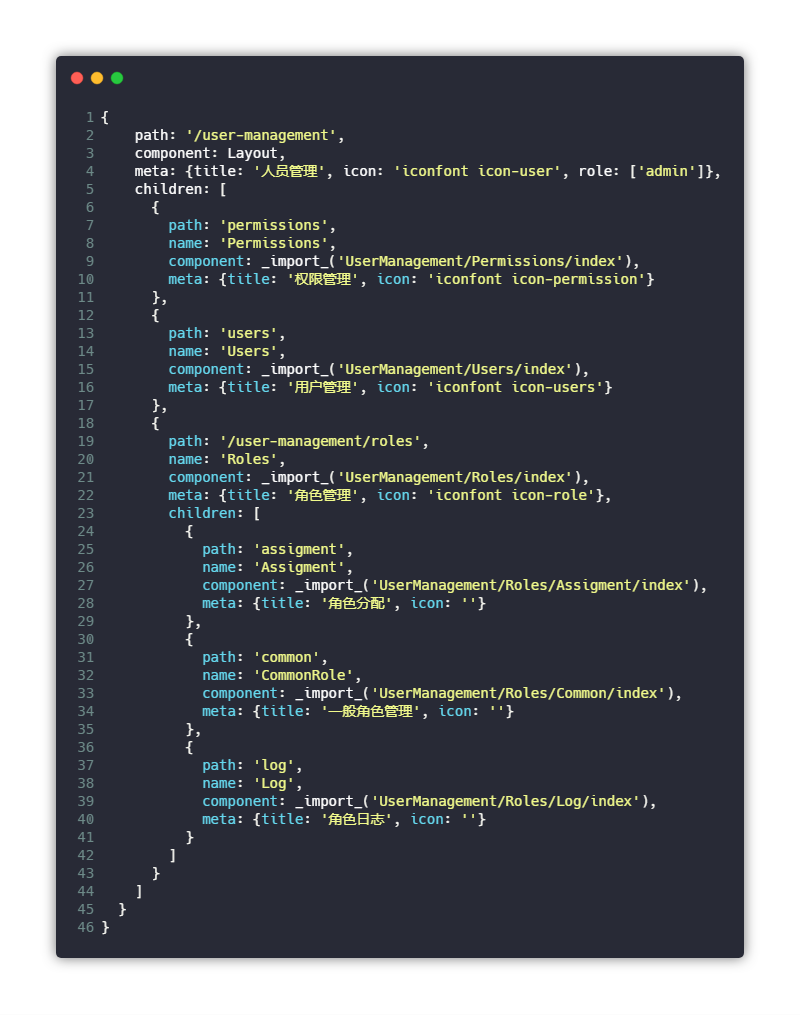 1 {
2     path: '/user-management',
3     component: Layout,
4     meta: {title: '人员管理', icon: 'iconfont icon-user', role: ['admin']},
5     children: [
6       {
7         path: 'permissions',
8         name: 'Permissions',
9         component: _import_('UserManagement/Permissions/index'),
10         meta: {title: '权限管理', icon: 'iconfont icon-permission'}
11       },
12       {
13         path: 'users',
14         name: 'Users',
15         component: _import_('UserManagement/Users/index'),
16         meta: {title: '用户管理', icon: 'iconfont icon-users'}
17       },
18       {
19         path: '/user-management/roles',
20         name: 'Roles',
21         component: _import_('UserManagement/Roles/index'),
22         meta: {title: '角色管理', icon: 'iconfont icon-role'},
23         children: [
24           {
25             path: 'assigment',
26             name: 'Assigment',
27             component: _import_('UserManagement/Roles/Assigment/index'),
28             meta: {title: '角色分配', icon: ''}
29           },
30           {
31             path: 'common',
32             name: 'CommonRole',
33             component: _import_('UserManagement/Roles/Common/index'),
34             meta: {title: '一般角色管理', icon: ''}
35           },
36           {
37             path: 'log',
38             name: 'Log',
39             component: _import_('UserManagement/Roles/Log/index'),
40             meta: {title: '角色日志', icon: ''}
41           }
42         ]
43       }
44     ]
45   }
46 }